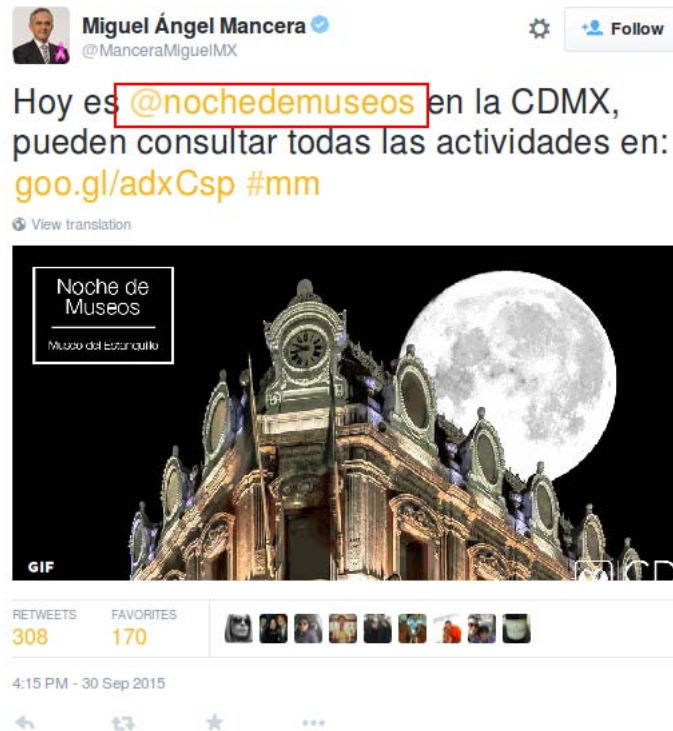 Miguel Ángel Mancera
@ManceraMiguelMX
Follow
Hoy es @nochedemuseos en la CDMX,
pueden consultar todas las actividades en:
goo.gl/adxCsp #mm
View translation
Noche de
Museos
Museo del Estanquillo
GIF
RETWEETS
308
FAVORITES
170
4:15 PM - 30 Sep 2015